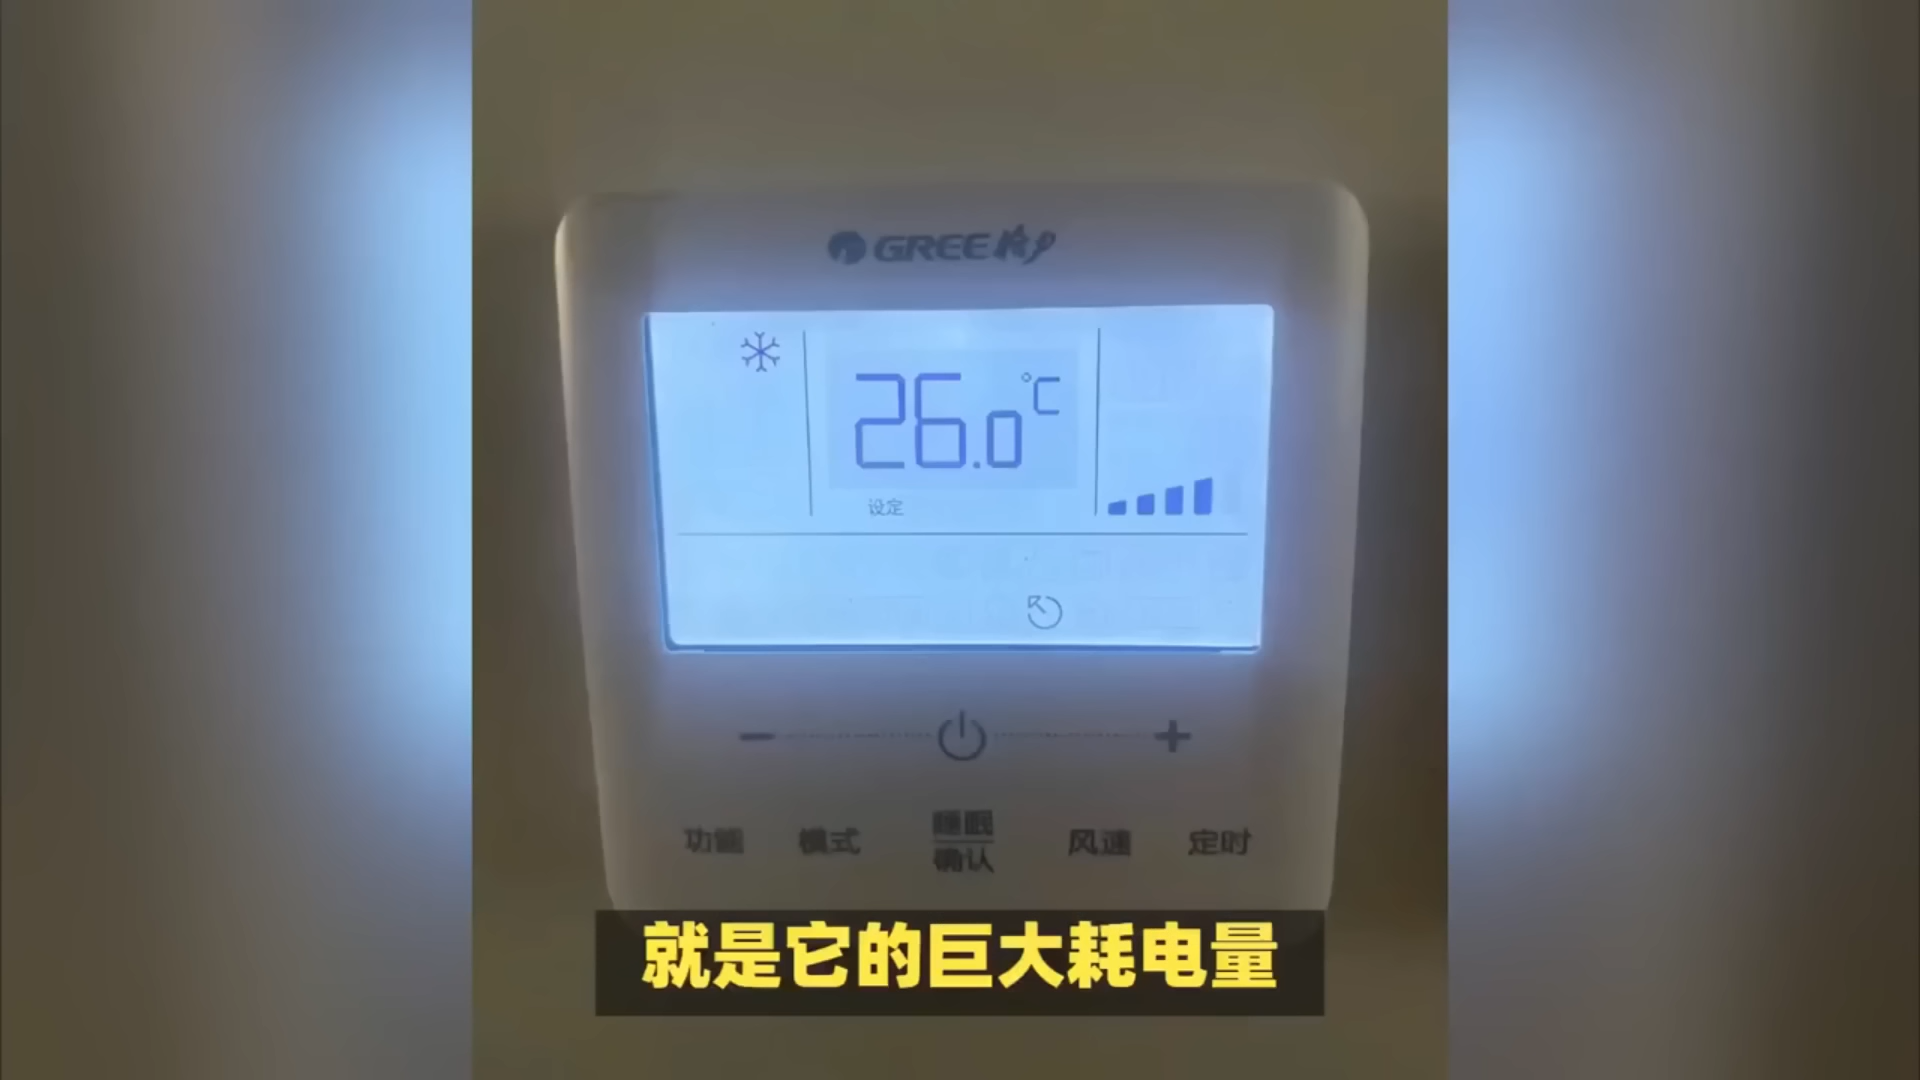 GREE格力
26.0℃
设定
功能 模式 睡眠 风速 定时
确认
就是它的巨大耗电量